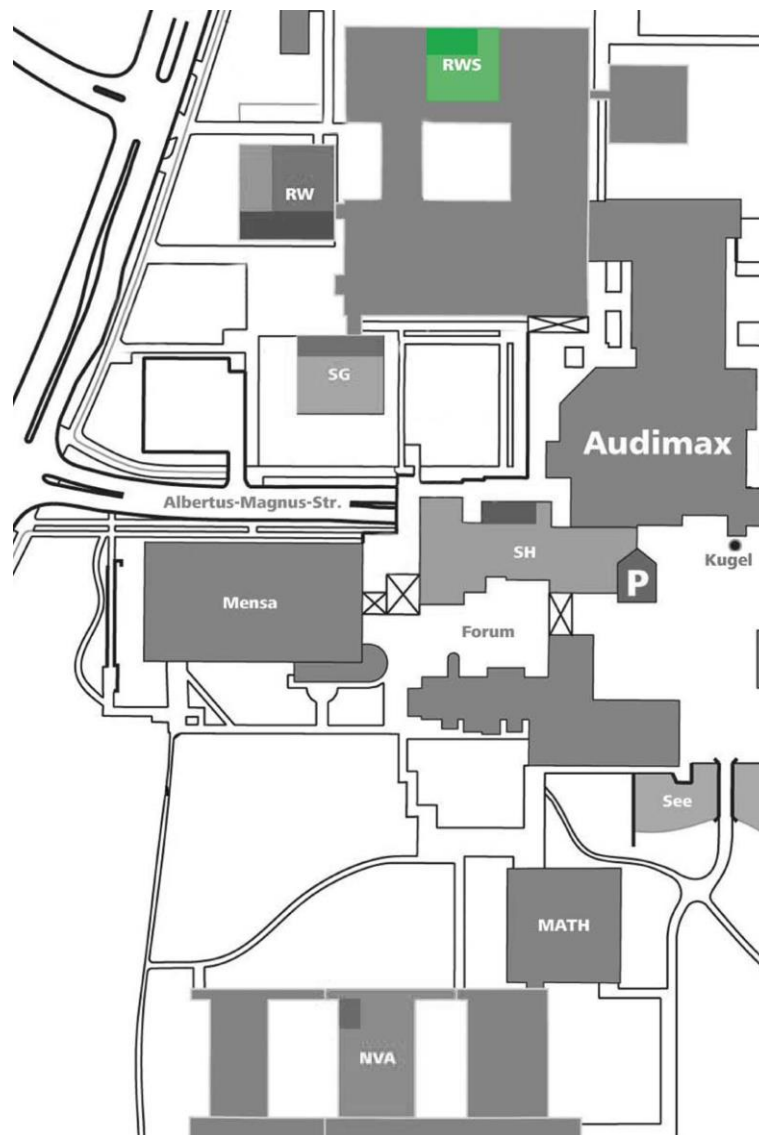 RWS
RW
SG
Audimax
Albertus-Magnus-Str.
SH
Kugel
P
Mensa
Forum
See
MATH
NVA